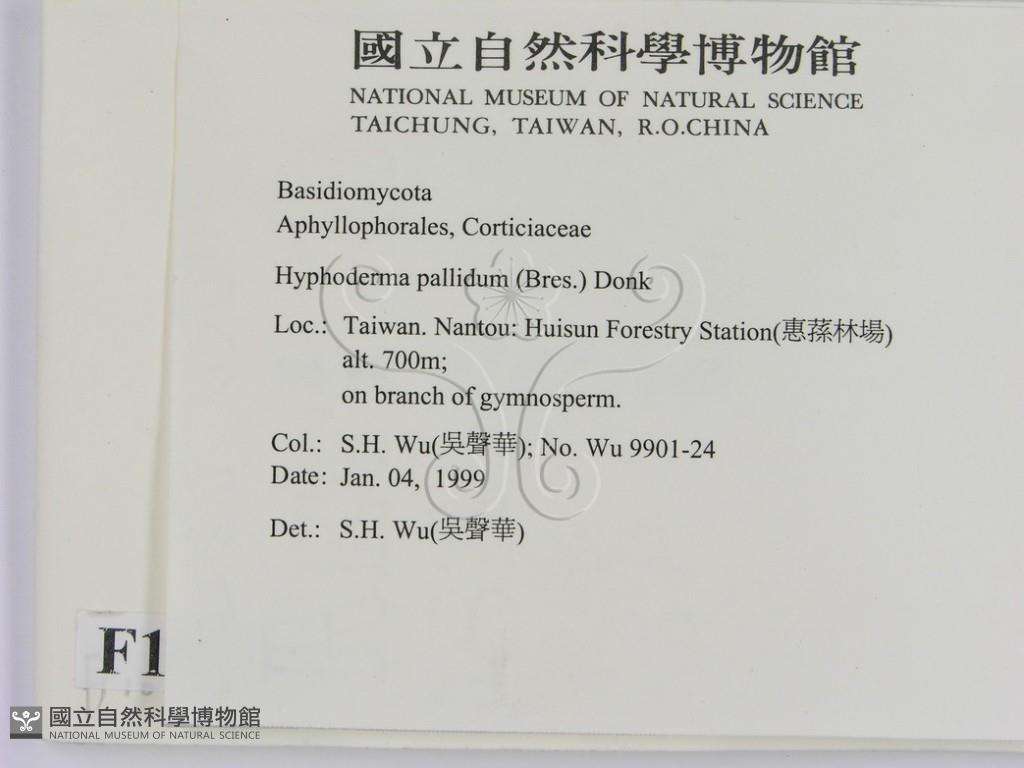 國立自然科學博物館
NATIONAL MUSEUM OF NATURAL SCIENCE
TAICHUNG, TAIWAN, R.O.CHINA
Basidiomycota
Aphyllophorales, Corticiaceae
Hyphoderma pallidum (Bres.) Donk
Loc.: Taiwan. Nantou: Huisun Forestry Station(惠蓀林場)
alt. 700m;
on branch of gymnosperm.
Col.: S.H. Wu(吳聲華); No. Wu 9901-24
Date: Jan. 04, 1999
Det.: S.H. Wu(吳聲華)
F1
國立自然科學博物館
NATIONAL MUSEUM OF NATURAL SCIENCE